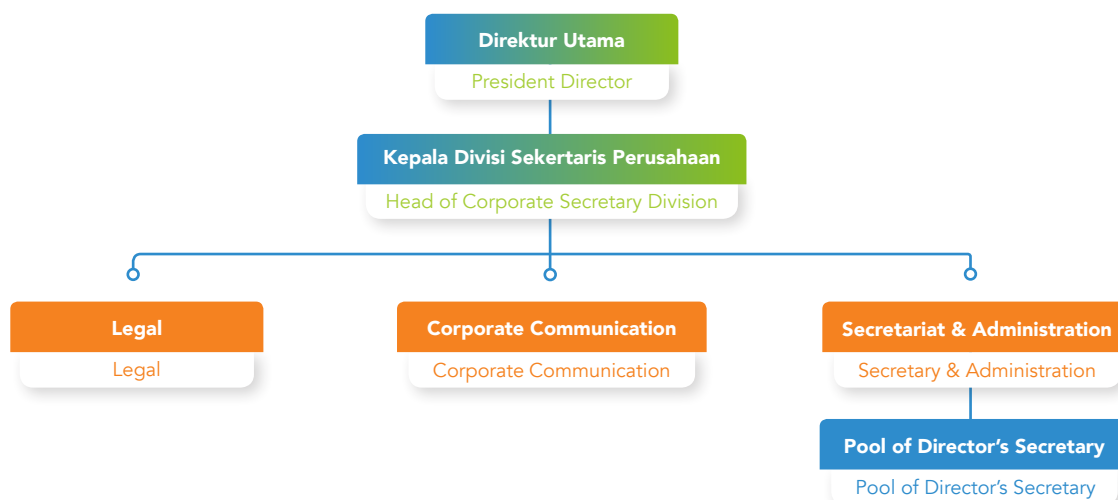 Direktur Utama
President Director
Kepala Divisi Sekertaris Perusahaan
Head of Corporate Secretary Division
Legal
Legal
Corporate Communication
Corporate Communication
Secretariat & Administration
Secretary & Administration
Pool of Director's Secretary
Pool of Director's Secretary